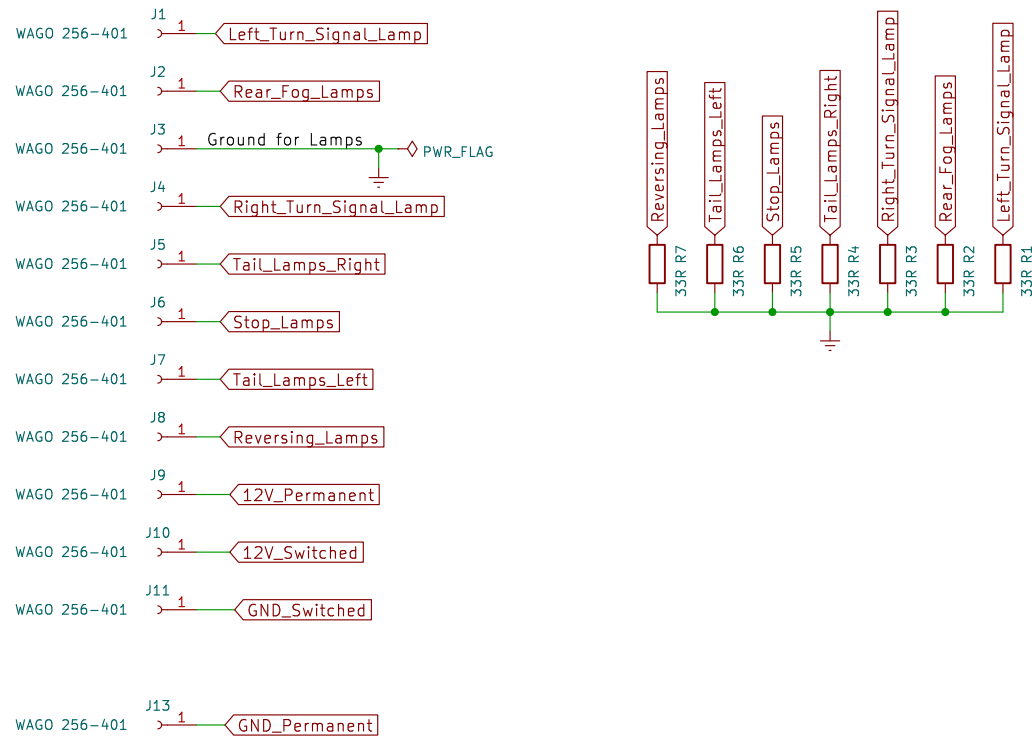 J1
WAGO 256-401 1 Left_Turn_Signal_Lamp
J2
WAGO 256-401 1 Rear_Fog_Lamps
J3
WAGO 256-401 1 Ground for Lamps PWR_FLAG
J4
WAGO 256-401 1 Right_Turn_Signal_Lamp
J5
WAGO 256-401 1 Tail_Lamps_Right
J6
WAGO 256-401 1 Stop_Lamps
J7
WAGO 256-401 1 Tail_Lamps_Left
J8
WAGO 256-401 1 Reversing_Lamps
J9
WAGO 256-401 1 12V_Permanent
J10
WAGO 256-401 1 12V_Switched
J11
WAGO 256-401 1 GND_Switched
J13
WAGO 256-401 1 GND_Permanent
Reversing_Lamps
33R R7
Tail_Lamps_Left
33R R6
Stop_Lamps
33R R5
Tail_Lamps_Right
33R R4
Right_Turn_Signal_Lamp
33R R3
Rear_Fog_Lamps
33R R2
Left_Turn_Signal_Lamp
33R R1